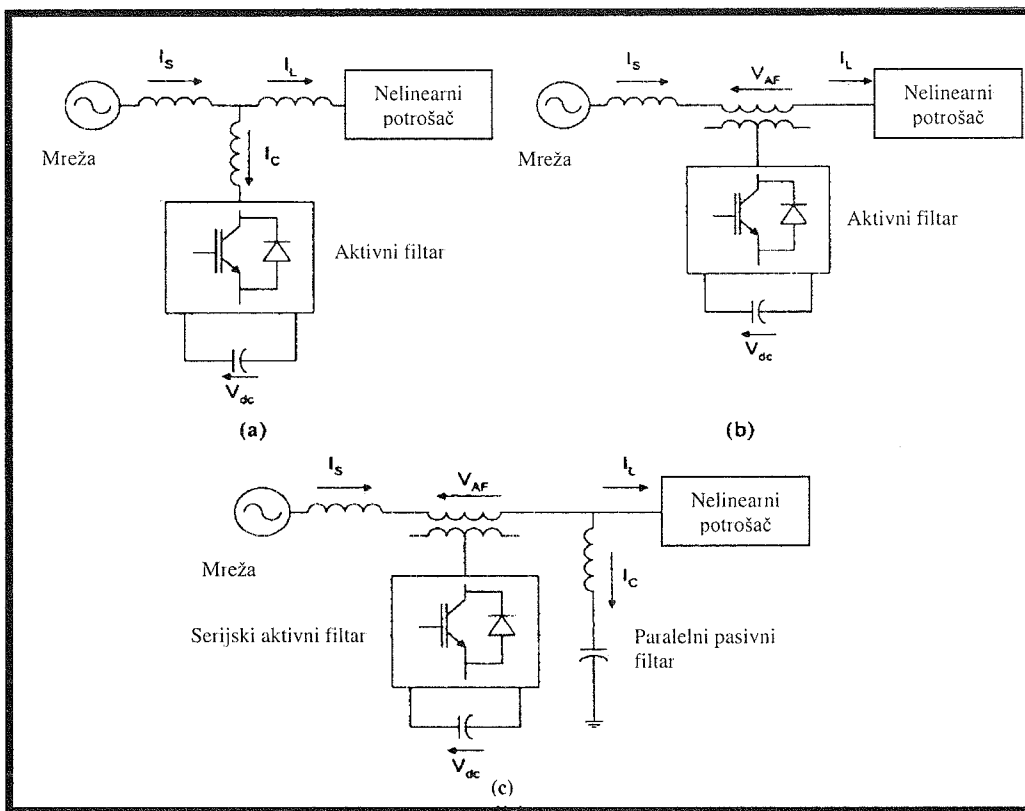 I_S
I_L
Nelinearni
potrošač
Mreža
I_C
Aktivni filtar
V_dc
(a)
I_S
V_AF
I_L
Nelinearni
potrošač
Mreža
Aktivni filtar
V_dc
(b)
I_S
V_AF
I_L
Nelinearni
potrošač
Mreža
I_C
Serijski aktivni filtar
Paralelni pasivni
filtar
V_dc
(c)